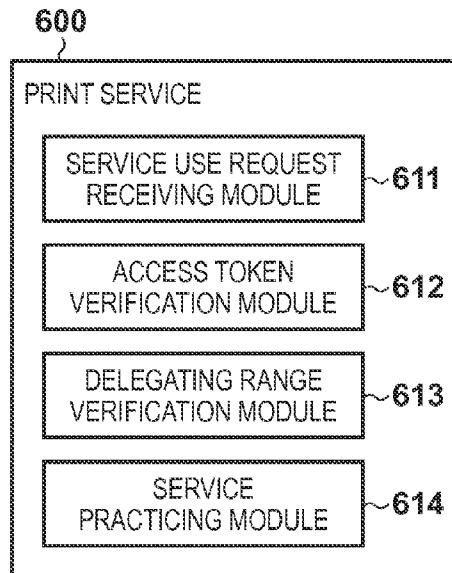 600
PRINT SERVICE
SERVICE USE REQUEST
RECEIVING MODULE
611
ACCESS TOKEN
VERIFICATION MODULE
612
DELEGATING RANGE
VERIFICATION MODULE
613
SERVICE
PRACTICING MODULE
614